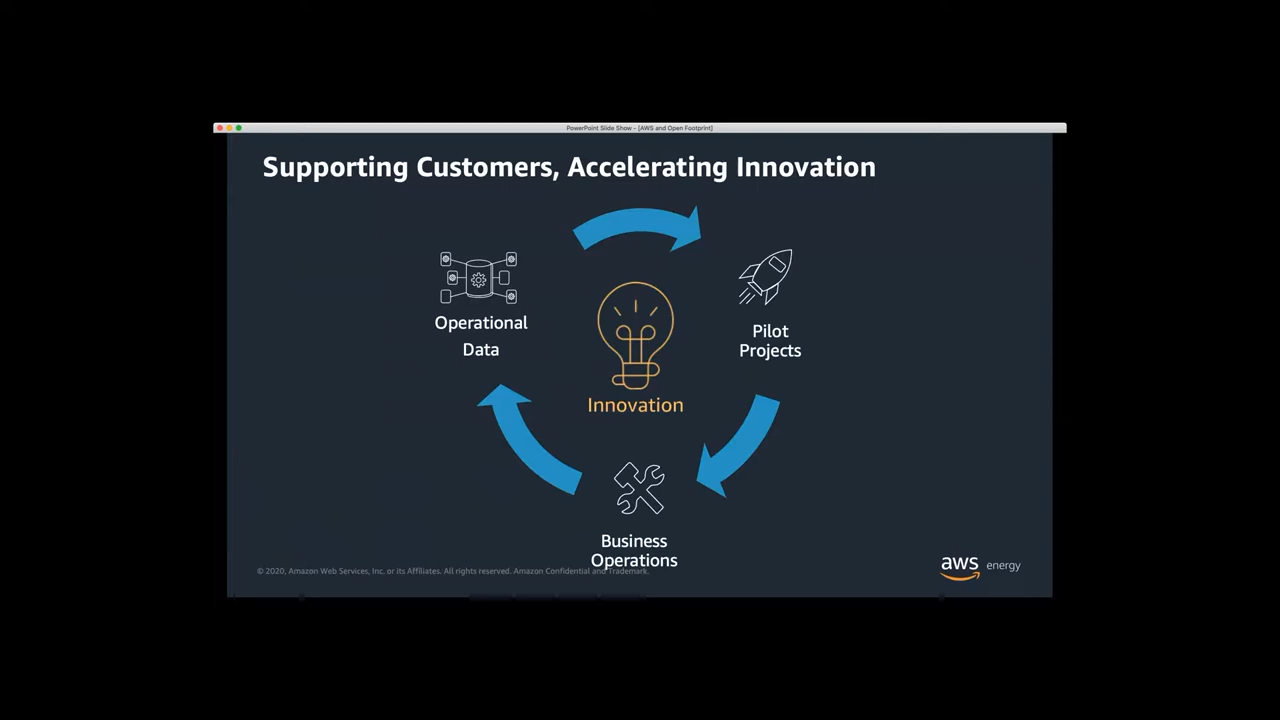 PowerPoint Slide Show - [AWS and Open Footprint]
Supporting Customers, Accelerating Innovation
Operational
Data
Pilot
Projects
Innovation
Business
Operations
© 2020, Amazon Web Services, Inc. or its Affiliates. All rights reserved. Amazon Confidential and Trademark.
aws energy